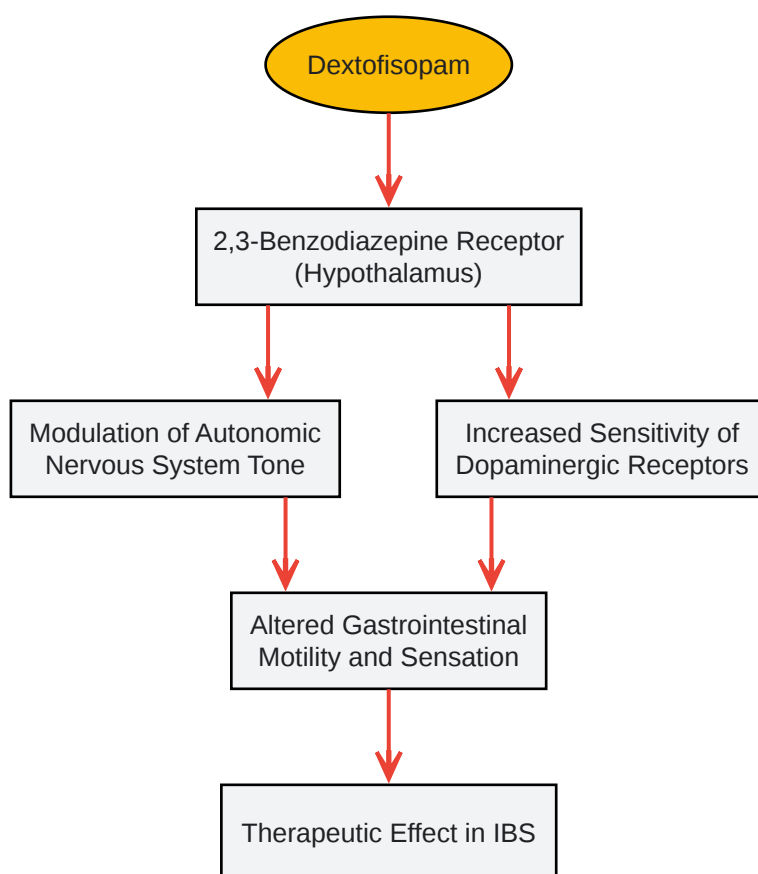 Dextofisopam
2,3-Benzodiazepine Receptor
(Hypothalamus)
Modulation of Autonomic
Nervous System Tone
Increased Sensitivity of
Dopaminergic Receptors
Altered Gastrointestinal
Motility and Sensation
Therapeutic Effect in IBS